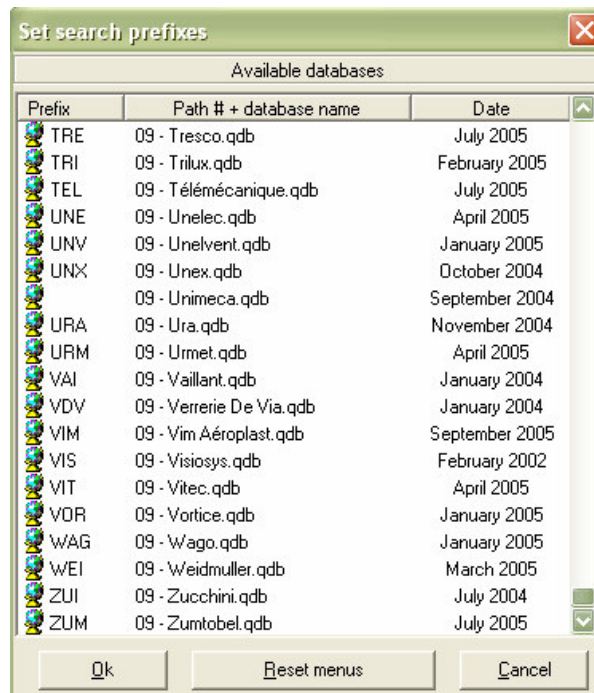 Set search prefixes
Available databases
Prefix Path # + database name Date
TRE 09 - Tresco.qdb July 2005
TRI 09 - Trilux.qdb February 2005
TEL 09 - Télémécanique.qdb July 2005
UNE 09 - Unelec.qdb April 2005
UNV 09 - Unelvent.qdb January 2005
UNX 09 - Unex.qdb October 2004
09 - Unimeca.qdb September 2004
URA 09 - Ura.qdb November 2004
URM 09 - Urmet.qdb April 2005
VAI 09 - Vaillant.qdb January 2004
VDV 09 - Verrerie De Via.qdb January 2004
VIM 09 - Vim Aéroplast.qdb September 2005
VIS 09 - Visiosys.qdb February 2002
VIT 09 - Vitec.qdb April 2005
VOR 09 - Vortice.qdb January 2005
WAG 09 - Wago.qdb January 2005
WEI 09 - Weidmuller.qdb March 2005
ZUI 09 - Zucchini.qdb July 2004
ZUM 09 - Zumtobel.qdb July 2005
Ok Reset menus Cancel